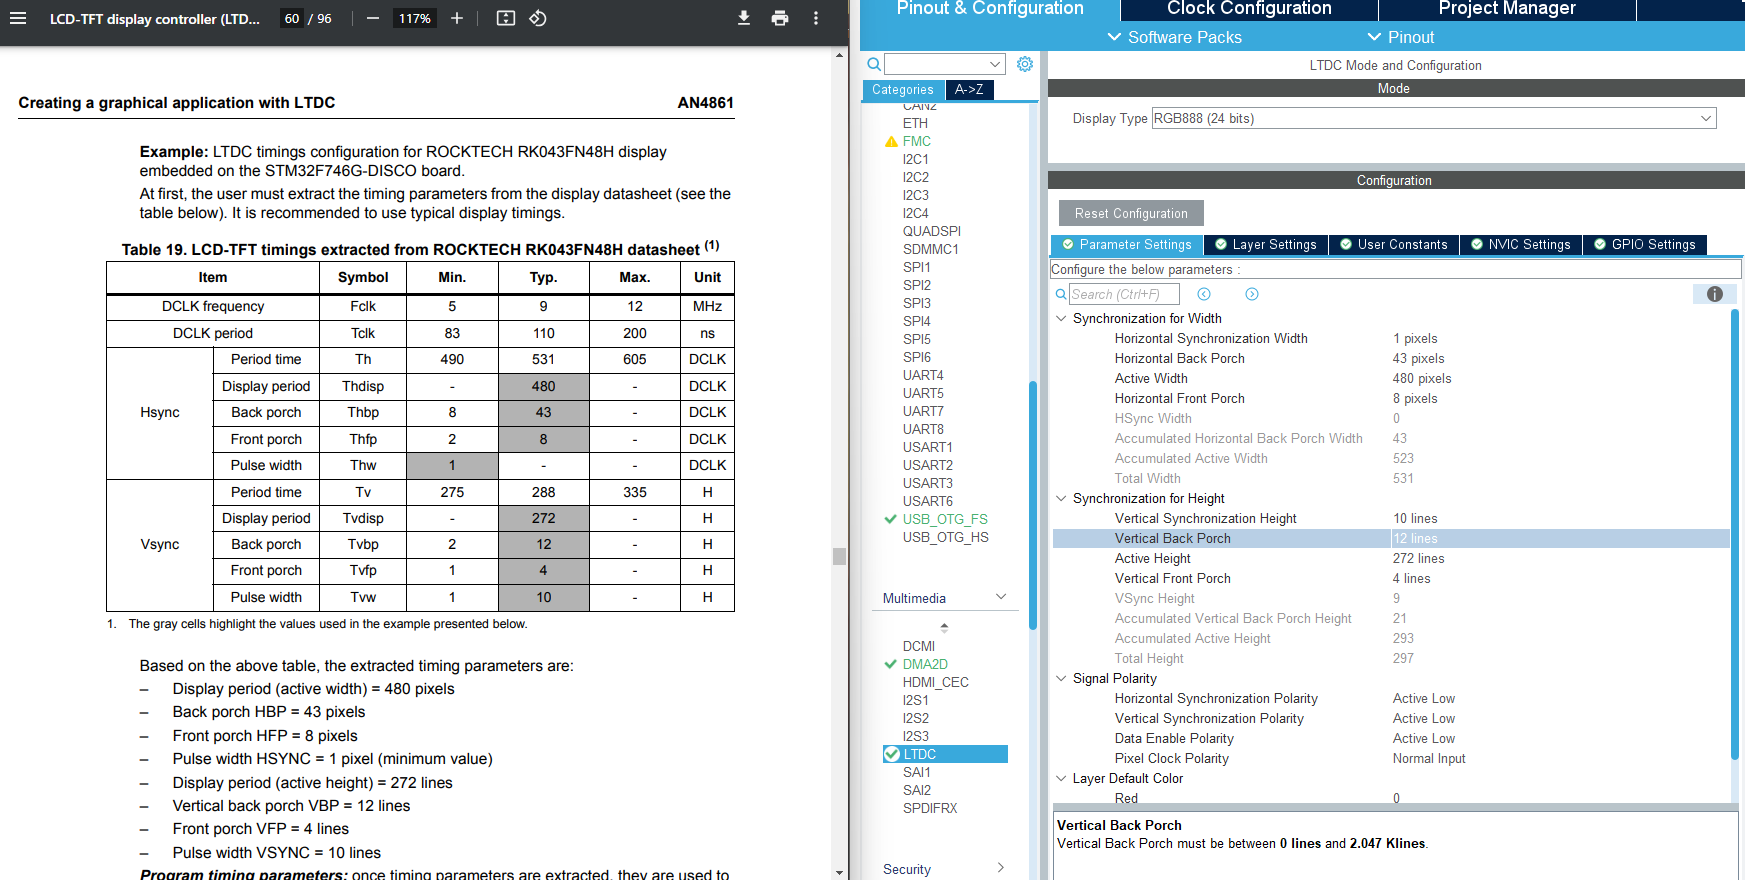 LCD-TFT display controller (LTD...
60 / 96
117%
Creating a graphical application with LTDC
AN4861
Example: LTDC timings configuration for ROCKTECH RK043FN48H display
embedded on the STM32F746G-DISCO board.
At first, the user must extract the timing parameters from the display datasheet (see the
table below). It is recommended to use typical display timings.
Table 19. LCD-TFT timings extracted from ROCKTECH RK043FN48H datasheet (1)
Item Symbol Min. Typ. Max. Unit
DCLK frequency Fclk 5 9 12 MHz
DCLK period Tclk 83 110 200 ns
Hsync
Period time Th 490 531 605 DCLK
Display period Thdisp - 480 - DCLK
Back porch Thbp 8 43 - DCLK
Front porch Thfp 2 8 - DCLK
Pulse width Thw 1 - - DCLK
Vsync
Period time Tv 275 288 335 H
Display period Tvdisp - 272 - H
Back porch Tvbp 2 12 - H
Front porch Tvfp 1 4 - H
Pulse width Tvw 1 10 - H
1. The gray cells highlight the values used in the example presented below.
Based on the above table, the extracted timing parameters are:
– Display period (active width) = 480 pixels
– Back porch HBP = 43 pixels
– Front porch HFP = 8 pixels
– Pulse width HSYNC = 1 pixel (minimum value)
– Display period (active height) = 272 lines
– Vertical back porch VBP = 12 lines
– Front porch VFP = 4 lines
– Pulse width VSYNC = 10 lines
Program timing parameters: once timing parameters are extracted, they are used to
Pinout & Configuration
Clock Configuration
Project Manager
Software Packs
Pinout
Categories
A->Z
CAN2
ETH
FMC
I2C1
I2C2
I2C3
I2C4
QUADSPI
SDMMC1
SPI1
SPI2
SPI3
SPI4
SPI5
SPI6
UART4
UART5
UART7
UART8
USART1
USART2
USART3
USART6
USB_OTG_FS
USB_OTG_HS
Multimedia
DCMI
DMA2D
HDMI_CEC
I2S1
I2S2
I2S3
LTDC
SAI1
SAI2
SPDIFRX
Security
LTDC Mode and Configuration
Mode
Display Type RGB888 (24 bits)
Configuration
Reset Configuration
Parameter Settings
Layer Settings
User Constants
NVIC Settings
GPIO Settings
Configure the below parameters :
Search (Ctrl+F)
Synchronization for Width
Horizontal Synchronization Width 1 pixels
Horizontal Back Porch 43 pixels
Active Width 480 pixels
Horizontal Front Porch 8 pixels
HSync Width 0
Accumulated Horizontal Back Porch Width 43
Accumulated Active Width 523
Total Width 531
Synchronization for Height
Vertical Synchronization Height 10 lines
Vertical Back Porch 12 lines
Active Height 272 lines
Vertical Front Porch 4 lines
VSync Height 9
Accumulated Vertical Back Porch Height 21
Accumulated Active Height 293
Total Height 297
Signal Polarity
Horizontal Synchronization Polarity Active Low
Vertical Synchronization Polarity Active Low
Data Enable Polarity Active Low
Pixel Clock Polarity Normal Input
Layer Default Color
Red 0
Vertical Back Porch
Vertical Back Porch must be between 0 lines and 2.047 Klines.